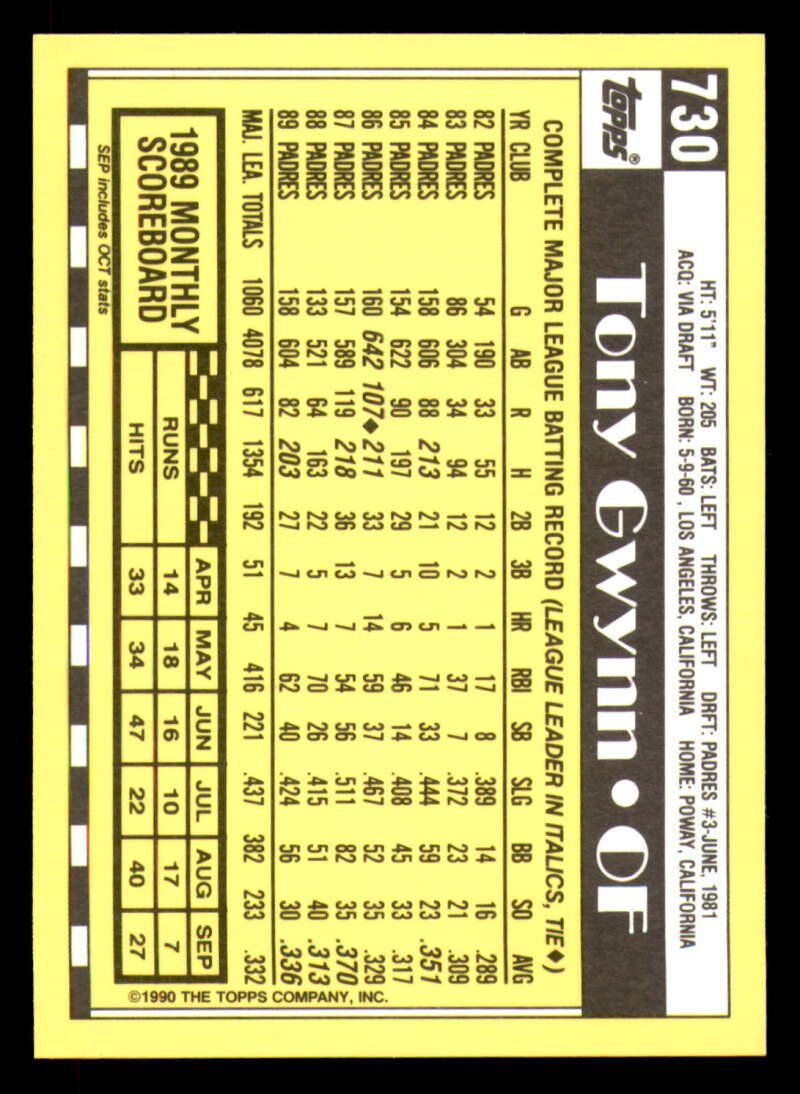 730
HT: 5'11" WT: 205 BATS: LEFT THROWS: LEFT DRFT: PADRES #3-JUNE, 1981
ACQ: VIA DRAFT BORN: 5-9-60 , LOS ANGELES, CALIFORNIA HOME: POWAY, CALIFORNIA
topps®
Tony Gwynn • OF
COMPLETE MAJOR LEAGUE BATTING RECORD (LEAGUE LEADER IN ITALICS, TIE♦)
YR CLUB G AB R H 2B 3B HR RBI SB SLG BB SO AVG
82 PADRES 54 190 33 55 12 2 1 17 8 .389 14 16 .289
83 PADRES 86 304 34 94 12 2 1 37 7 .372 23 21 .309
84 PADRES 158 606 88 213 21 10 5 71 33 .444 59 23 .351
85 PADRES 154 622 90 197 29 5 6 46 14 .408 45 33 .317
86 PADRES 160 642 107♦ 211 33 7 14 59 37 .467 52 35 .329
87 PADRES 157 589 119 218 36 13 7 54 56 .511 82 35 .370
88 PADRES 133 521 64 163 22 5 7 70 26 .415 51 40 .313
89 PADRES 158 604 82 203 27 7 4 62 40 .424 56 30 .336
MAJ. LEA. TOTALS 1060 4078 617 1354 192 51 45 416 221 .437 382 233 .332
1989 MONTHLY
SCOREBOARD
APR MAY JUN JUL AUG SEP
RUNS 14 18 16 10 17 7
HITS 33 34 47 22 40 27
SEP includes OCT stats
©1990 THE TOPPS COMPANY, INC.